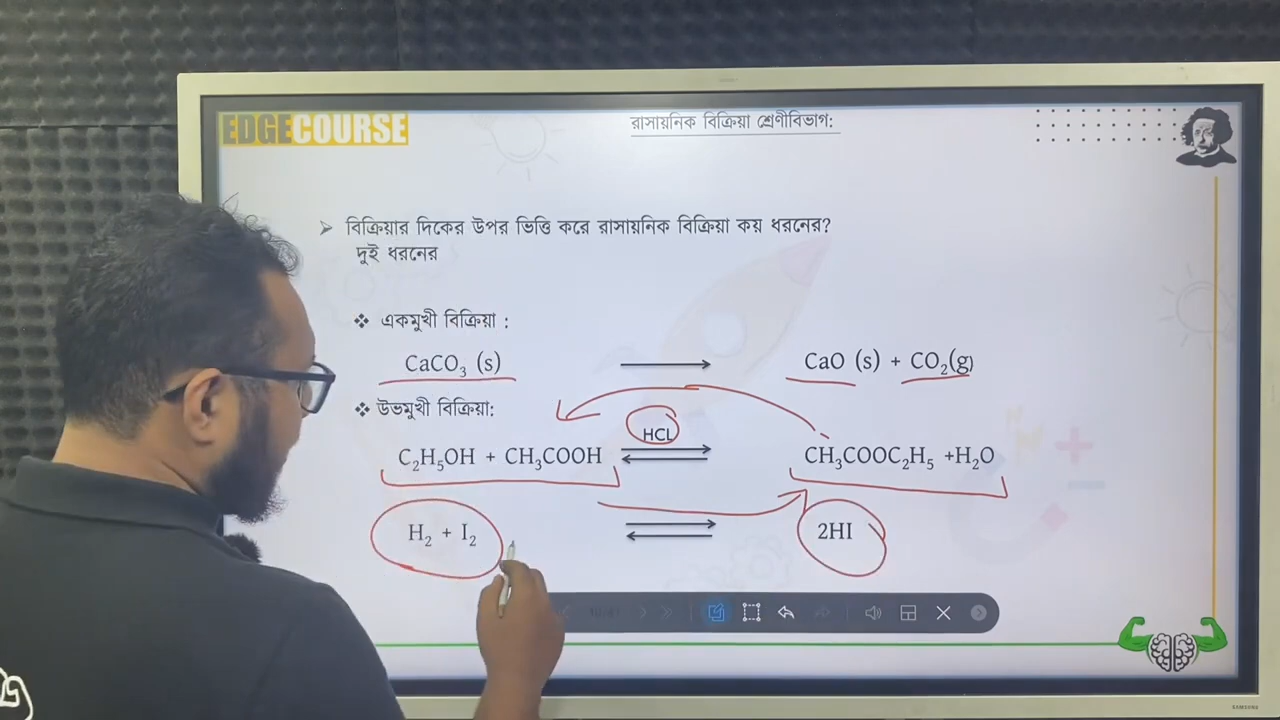 EDGECOURSE
রাসায়নিক বিক্রিয়া শ্রেণীবিভাগ:
➢ বিক্রিয়ার দিকের উপর ভিত্তি করে রাসায়নিক বিক্রিয়া কয় ধরনের?
দুই ধরনের
❖ একমুখী বিক্রিয়া :
CaCO₃ (s) ⟶ CaO (s) + CO₂(g)
❖ উভমুখী বিক্রিয়া:
HCL
C₂H₅OH + CH₃COOH ⇌ CH₃COOC₂H₅ +H₂O
H₂ + I₂ ⇌ 2HI
SAMSUNG